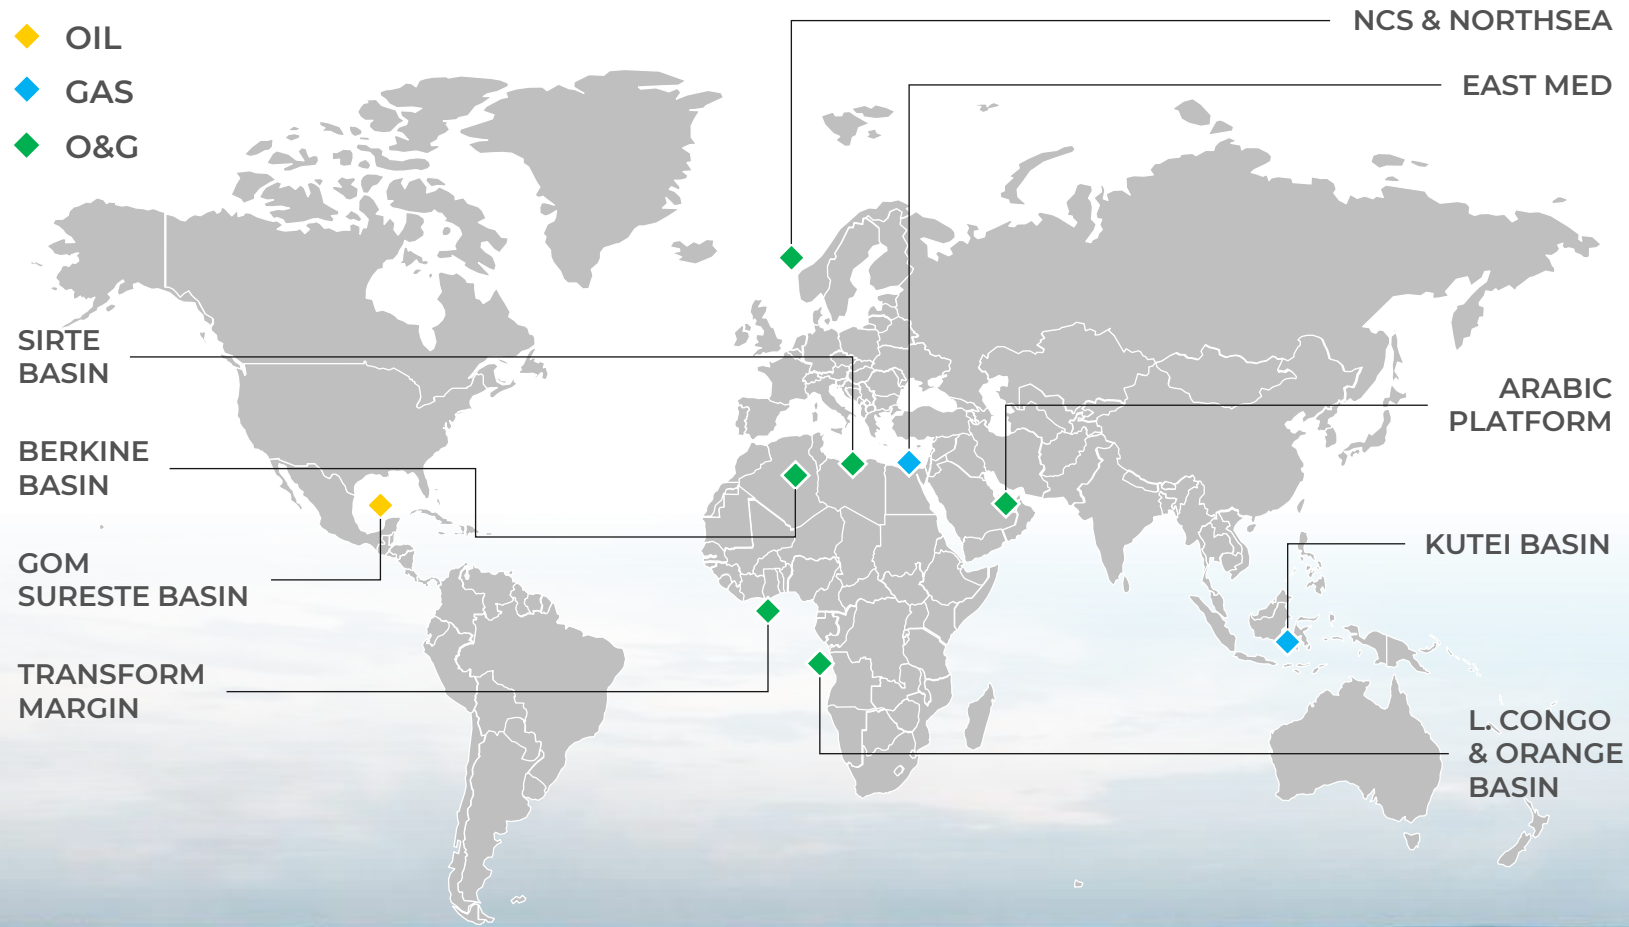 OIL
GAS
O&G
NCS & NORTHSEA
EAST MED
SIRTE
BASIN
BERKINE
BASIN
GOM
SURESTE BASIN
TRANSFORM
MARGIN
ARABIC
PLATFORM
KUTEI BASIN
L. CONGO
& ORANGE
BASIN